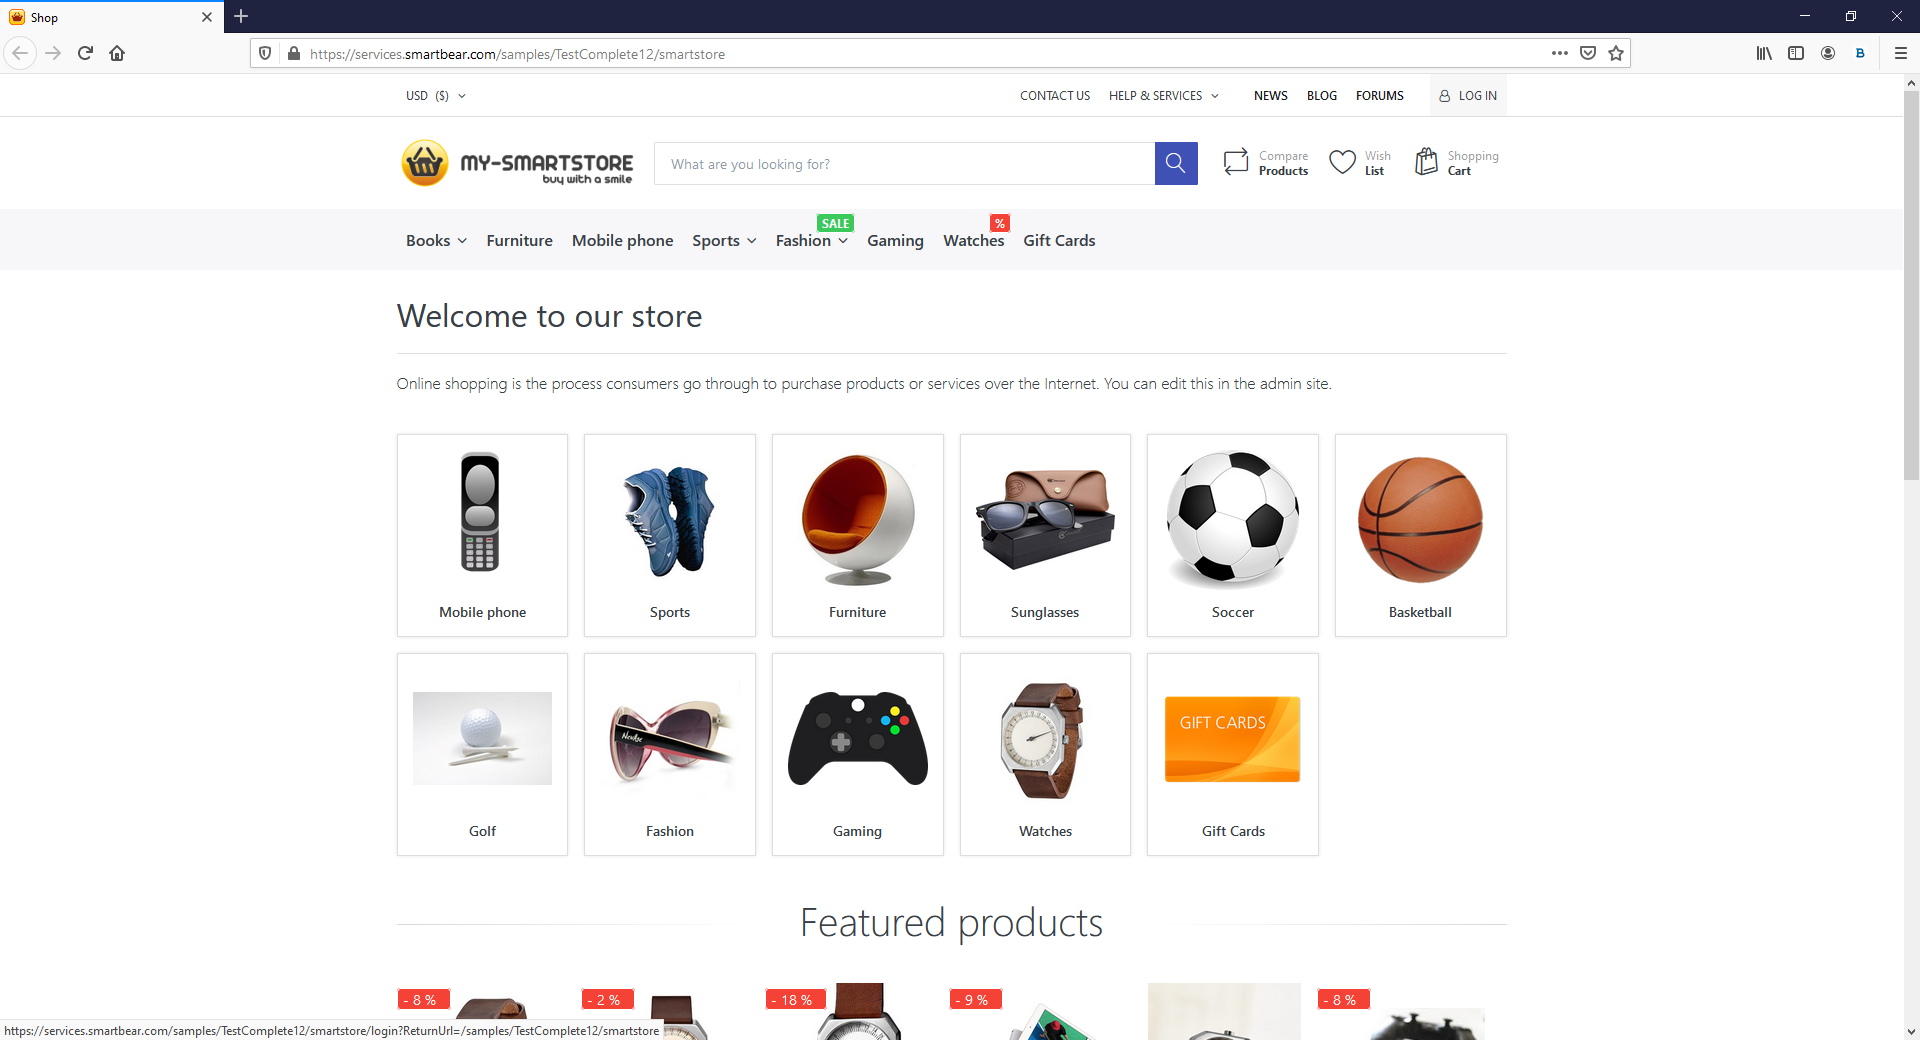 Shop
https://services.smartbear.com/samples/TestComplete12/smartstore
B
USD ($)
CONTACT US
HELP & SERVICES
NEWS
BLOG
FORUMS
LOG IN
MY-SMARTSTORE
buy with a smile
What are you looking for?
Compare
Products
Wish
List
Shopping
Cart
SALE
%
Books
Furniture
Mobile phone
Sports
Fashion
Gaming
Watches
Gift Cards
Welcome to our store
Online shopping is the process consumers go through to purchase products or services over the Internet. You can edit this in the admin site.
Mobile phone
Sports
Furniture
Sunglasses
Soccer
Basketball
GIFT CARDS
Golf
Fashion
Gaming
Watches
Gift Cards
Featured products
- 8 %
- 2 %
- 18 %
- 9 %
- 8 %
https://services.smartbear.com/samples/TestComplete12/smartstore/login?ReturnUrl=/samples/TestComplete12/smartstore